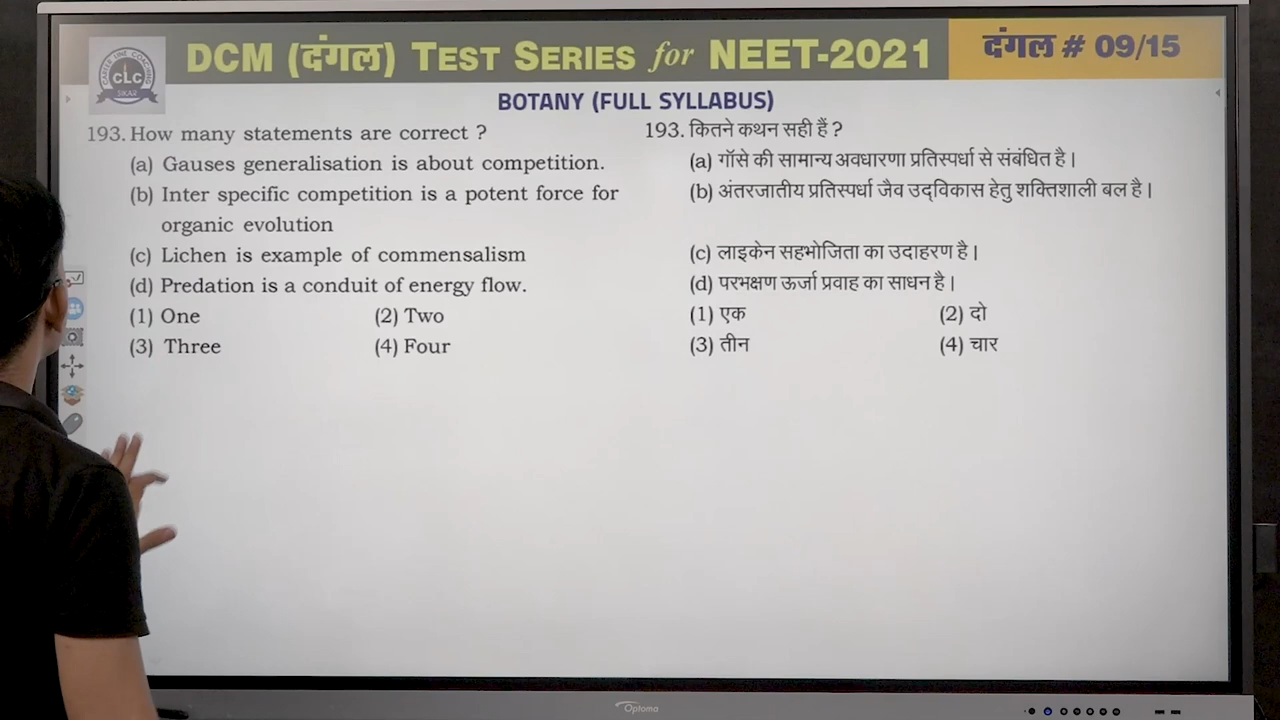 CAREER LINE COACHING
CLC
SIKAR
DCM (दंगल) TEST SERIES for NEET-2021
दंगल # 09/15
BOTANY (FULL SYLLABUS)
193. How many statements are correct ?
(a) Gauses generalisation is about competition.
(b) Inter specific competition is a potent force for
organic evolution
(c) Lichen is example of commensalism
(d) Predation is a conduit of energy flow.
(1) One (2) Two
(3) Three (4) Four
193. कितने कथन सही हैं ?
(a) गॉसे की सामान्य अवधारणा प्रतिस्पर्धा से संबंधित है।
(b) अंतरजातीय प्रतिस्पर्धा जैव उद्विकास हेतु शक्तिशाली बल है।
(c) लाइकेन सहभोजिता का उदाहरण है।
(d) परभक्षण ऊर्जा प्रवाह का साधन है।
(1) एक (2) दो
(3) तीन (4) चार
Optoma